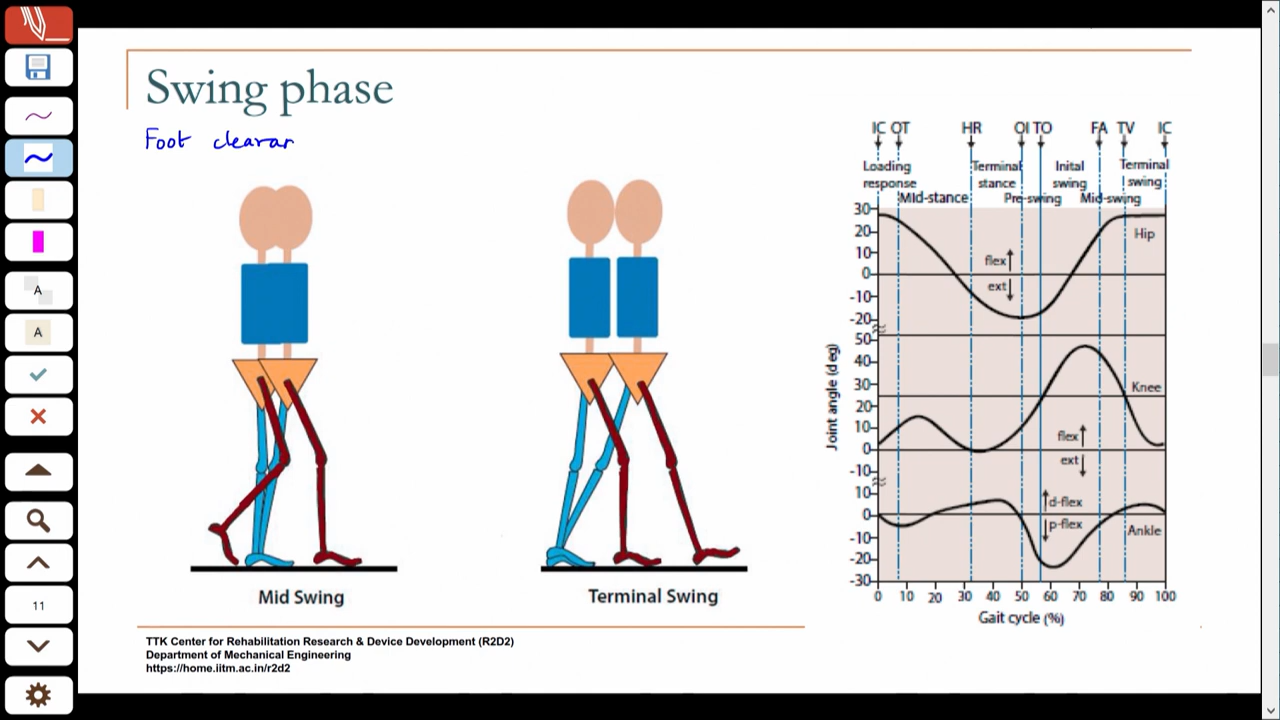 Swing phase
Foot clearan
IC OT HR OI TO FA TV IC
Loading response
Mid-stance
Terminal stance
Pre-swing
Inital swing
Mid-swing
Terminal swing
30
20
10
0
-10
-20
Hip
flex
ext
50
40
30
20
10
0
-10
Knee
flex
ext
10
0
-10
-20
-30
d-flex
p-flex
Ankle
Joint angle (deg)
0 10 20 30 40 50 60 70 80 90 100
Gait cycle (%)
Mid Swing
Terminal Swing
TTK Center for Rehabilitation Research & Device Development (R2D2)
Department of Mechanical Engineering
https://home.iitm.ac.in/r2d2
A
A
11